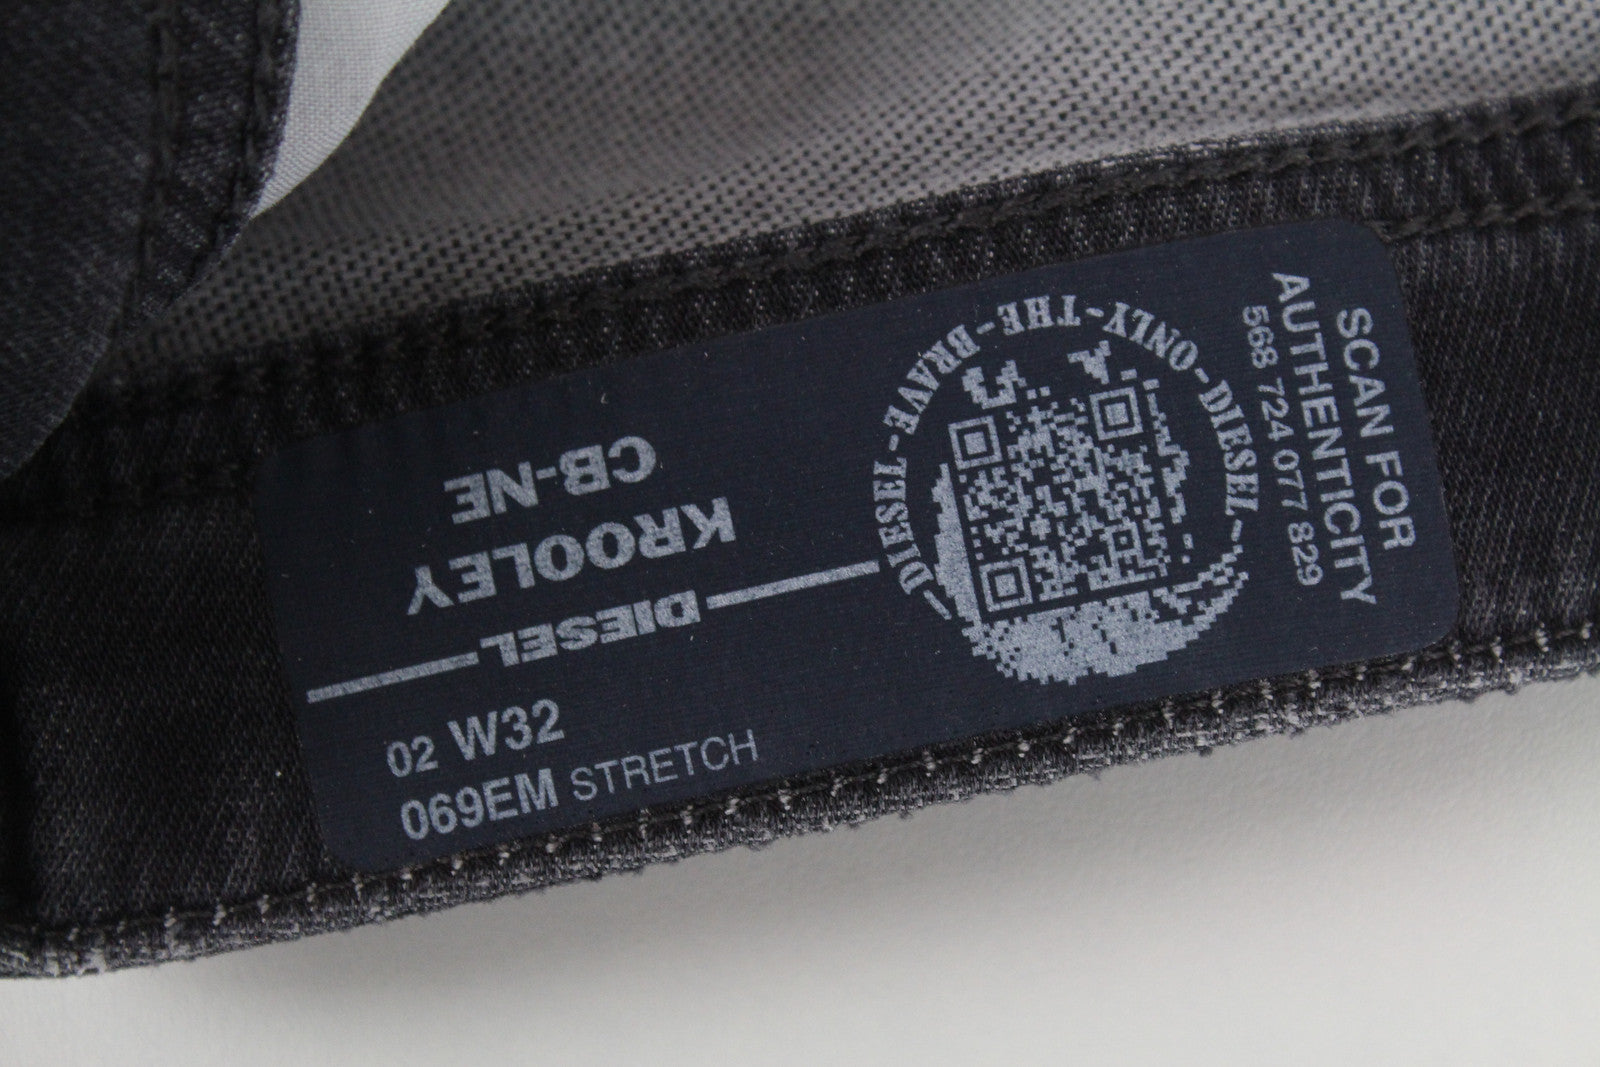 KROOLEY
CB-NE
DIESEL
02 W32
069EM STRETCH
-DIESEL-BRAVE-THE-ONLY-DIESEL-
SCAN FOR
AUTHENTICITY
568 724 077 829